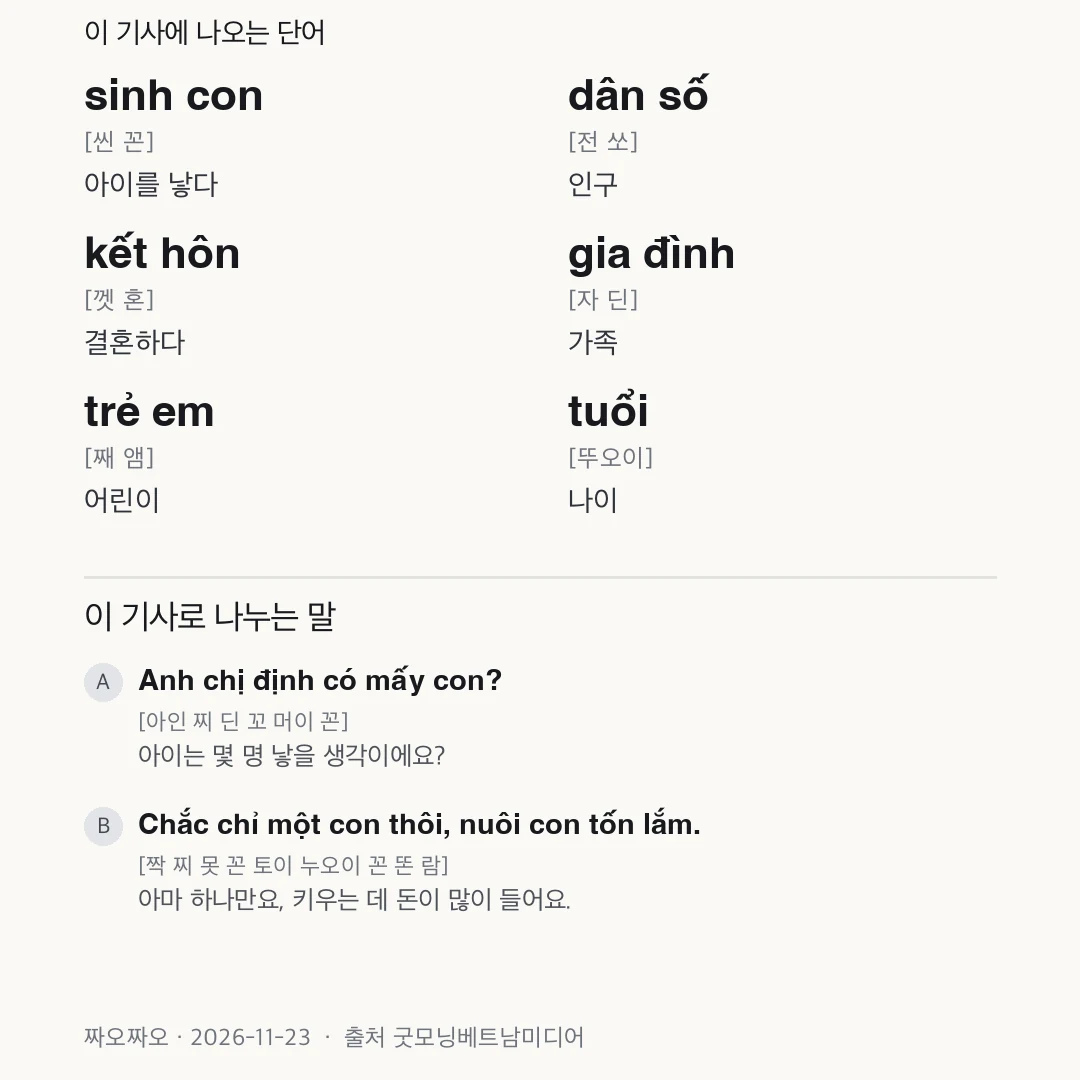 이 기사에 나오는 단어
sinh con
[씬 꼰]
아이를 낳다
dân số
[전 쏘]
인구
kết hôn
[껫 혼]
결혼하다
gia đình
[자 딘]
가족
trẻ em
[째 앰]
어린이
tuổi
[뚜오이]
나이
이 기사로 나누는 말
A Anh chị định có mấy con?
[아인 찌 딘 꼬 머이 꼰]
아이는 몇 명 낳을 생각이에요?
B Chắc chỉ một con thôi, nuôi con tốn lắm.
[짝 찌 못 꼰 토이 누오이 꼰 똔 람]
아마 하나만요, 키우는 데 돈이 많이 들어요.
짜오짜오 · 2026-11-23 · 출처 굿모닝베트남미디어